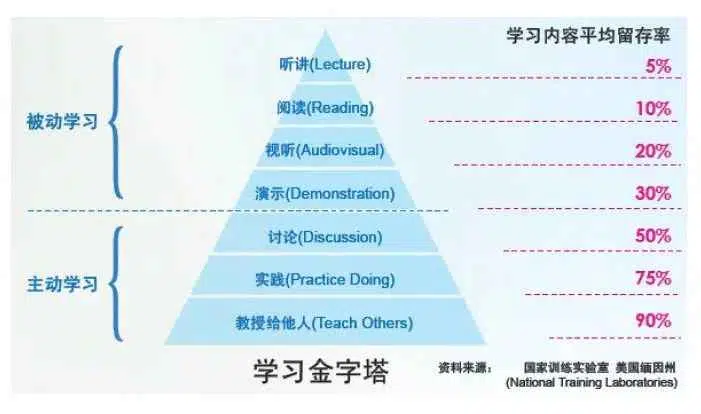 学习内容平均留存率
听讲(Lecture)
5%
阅读(Reading)
10%
被动学习
视听(Audiovisual)
20%
演示(Demonstration)
30%
讨论(Discussion)
50%
实践(Practice Doing)
75%
主动学习
教授给他人(Teach Others)
90%
学习金字塔
资料来源： 国家训练实验室 美国缅因州
(National Training Laboratories)